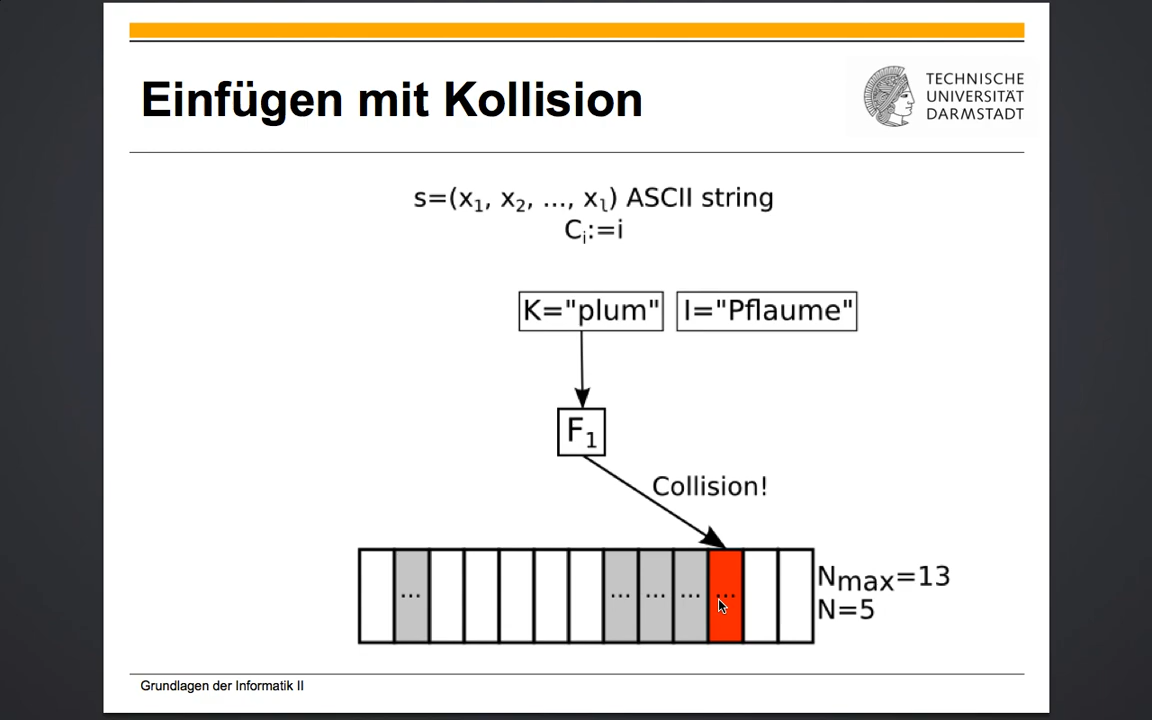 Einfügen mit Kollision
TECHNISCHE
UNIVERSITÄT
DARMSTADT
s=(x₁, x₂, ..., xₗ) ASCII string
Cᵢ:=i
K="plum" I="Pflaume"
F₁
Collision!
... ... ... ... ...
Nmax=13
N=5
Grundlagen der Informatik II